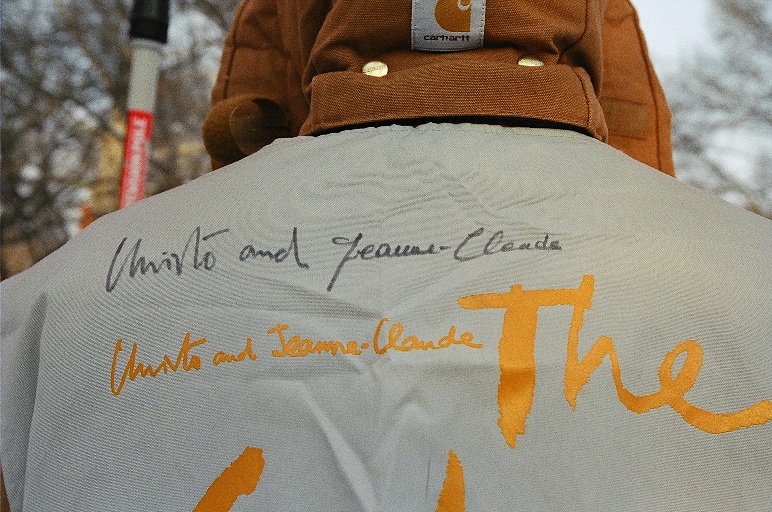 carhartt
Christo and Jeanne-Claude
Christo and Jeanne-Claude The